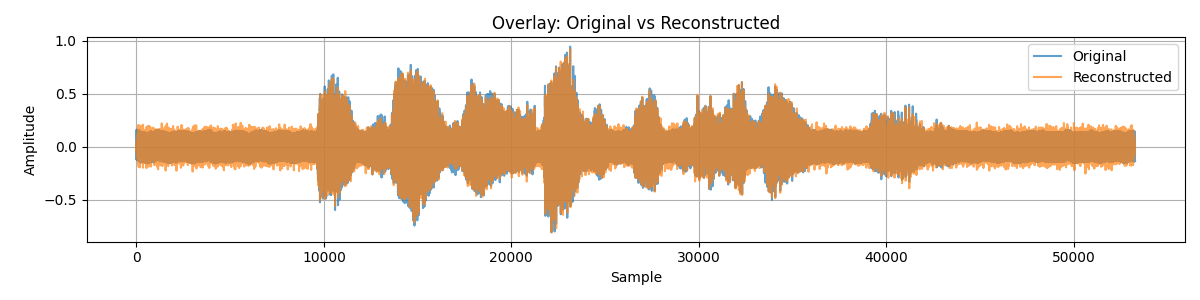 Overlay: Original vs Reconstructed
1.0
0.5
0.0
−0.5
Amplitude
Original
Reconstructed
0
10000
20000
30000
40000
50000
Sample